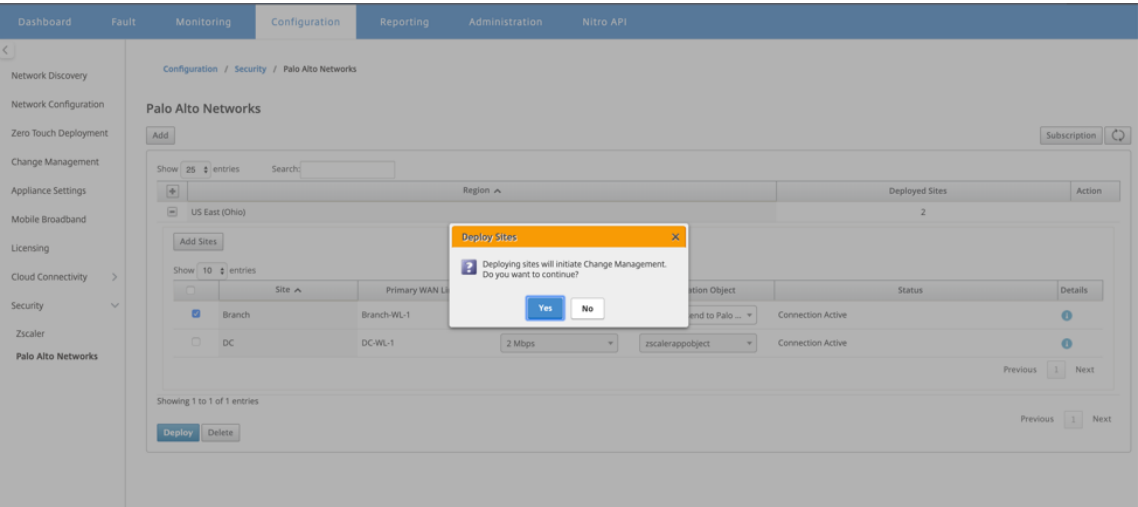 Dashboard Fault Monitoring Configuration Reporting Administration Nitro API
Network Discovery
Network Configuration
Zero Touch Deployment
Change Management
Appliance Settings
Mobile Broadband
Licensing
Cloud Connectivity
Security
Zscaler
Palo Alto Networks
Configuration / Security / Palo Alto Networks
Palo Alto Networks
Add Subscription
Show 25 entries Search:
Region Deployed Sites Action
US East (Ohio) 2
Add Sites
Show 10 entries
Site Primary WAN Object Status Details
Branch Branch-WL-1 to Palo ... Connection Active
DC DC-WL-1 2 Mbps zscalerappobject Connection Active
Previous 1 Next
Showing 1 to 1 of 1 entries
Previous 1 Next
Deploy Delete
Deploy Sites
Deploying sites will initiate Change Management.
Do you want to continue?
Yes No